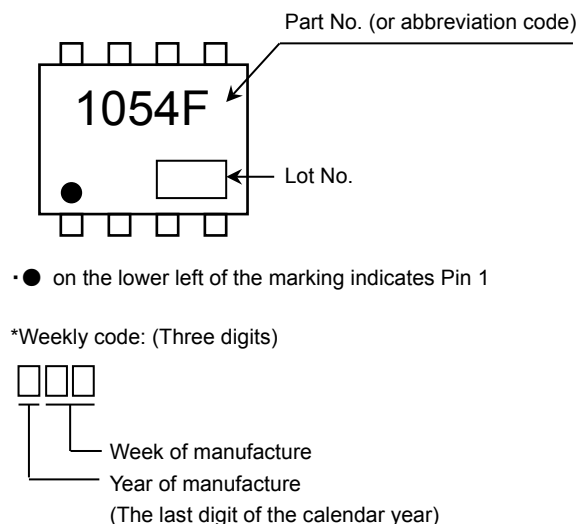 Part No. (or abbreviation code)
1054F
Lot No.
·● on the lower left of the marking indicates Pin 1
*Weekly code: (Three digits)
Week of manufacture
Year of manufacture
(The last digit of the calendar year)